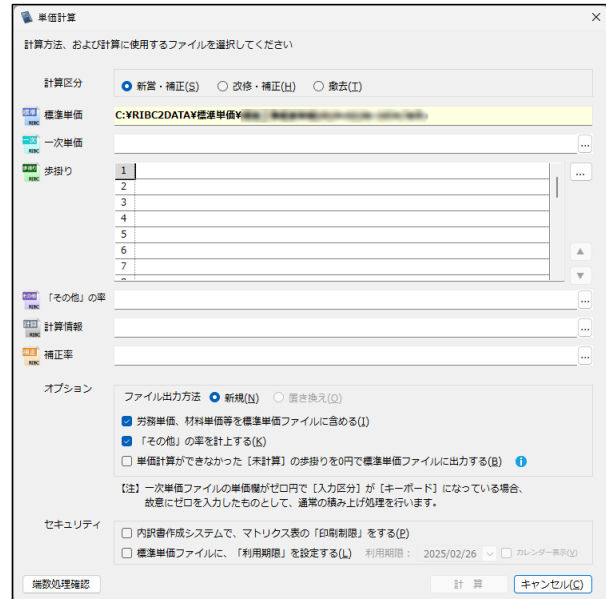 単価計算
計算方法、および計算に使用するファイルを選択してください
計算区分 新営・補正(S) 改修・補正(H) 撤去(T)
標準単価 C:¥RIBC2DATA¥標準単価¥
一次単価 ...
歩掛り 1 ...
2
3
4
5
6
7
「その他」の率 ...
計算情報 ...
補正率 ...
オプション
ファイル出力方法 新規(N) 置き換え(O)
労務単価、材料単価等を標準単価ファイルに含める(I)
「その他」の率を計上する(K)
単価計算ができなかった［未計算］の歩掛りを0円で標準単価ファイルに出力する(B)
【注】一次単価ファイルの単価欄がゼロ円で［入力区分］が［キーボード］になっている場合、
故意にゼロを入力したものとして、通常の積み上げ処理を行います。
セキュリティ
内訳書作成システムで、マトリクス表の「印刷制限」をする(P)
標準単価ファイルに、「利用期限」を設定する(L) 利用期限： 2025/02/26 カレンダー表示(V)
端数処理確認 計 算 キャンセル(C)